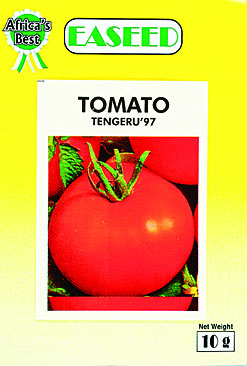 Africa's
Best
EASEED
TOMATO
TENGERU'97
Net Weight
10 g